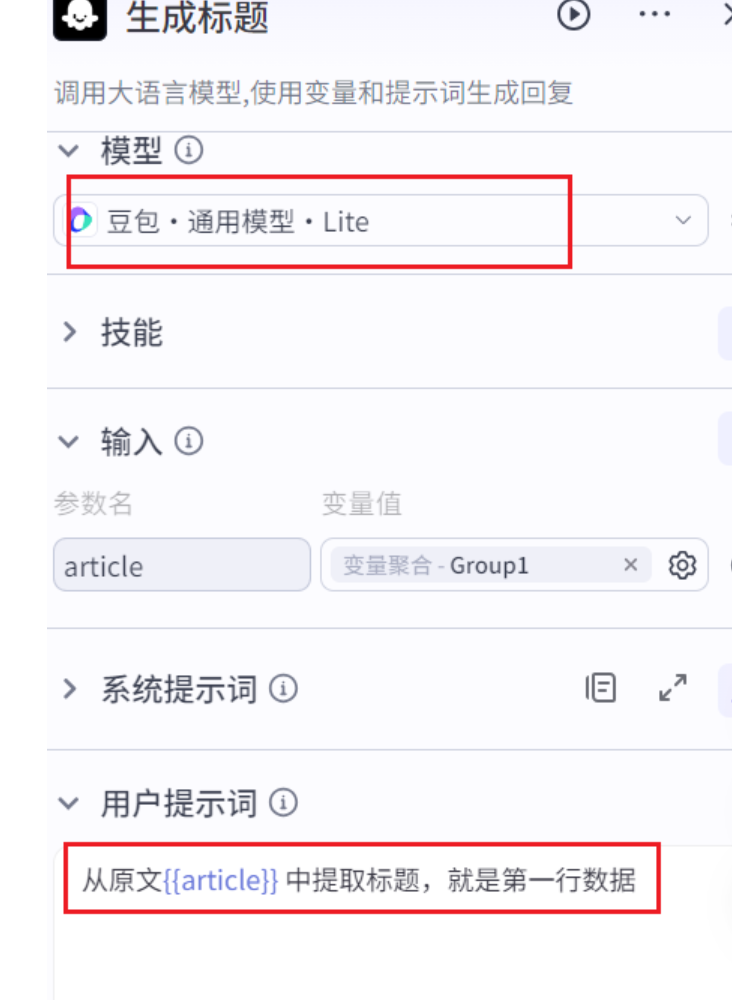 生成标题
调用大语言模型,使用变量和提示词生成回复
模型
豆包・通用模型・Lite
技能
输入
参数名 变量值
article 变量聚合 - Group1
系统提示词
用户提示词
从原文{{article}} 中提取标题，就是第一行数据